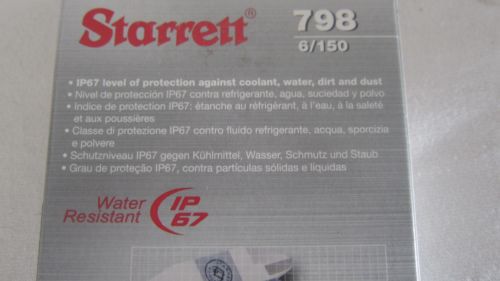 Starrett® 798
6/150
• IP67 level of protection against coolant, water, dirt and dust
• Nivel de protección IP67 contra refrigerante, agua, suciedad y polvo
• Indice de protection IP67: étanche au réfrigérant, à l'eau, à la saleté
et aux poussières
• Classe di protezione IP67 contro fluído refrigerante, acqua, sporcizia
e polvere
• Schutzniveau IP67 gegen Kühlmittel, Wasser, Schmutz und Staub
• Grau de proteção IP67, contra partículas sólidas e liquidas
Water IP
Resistant 67